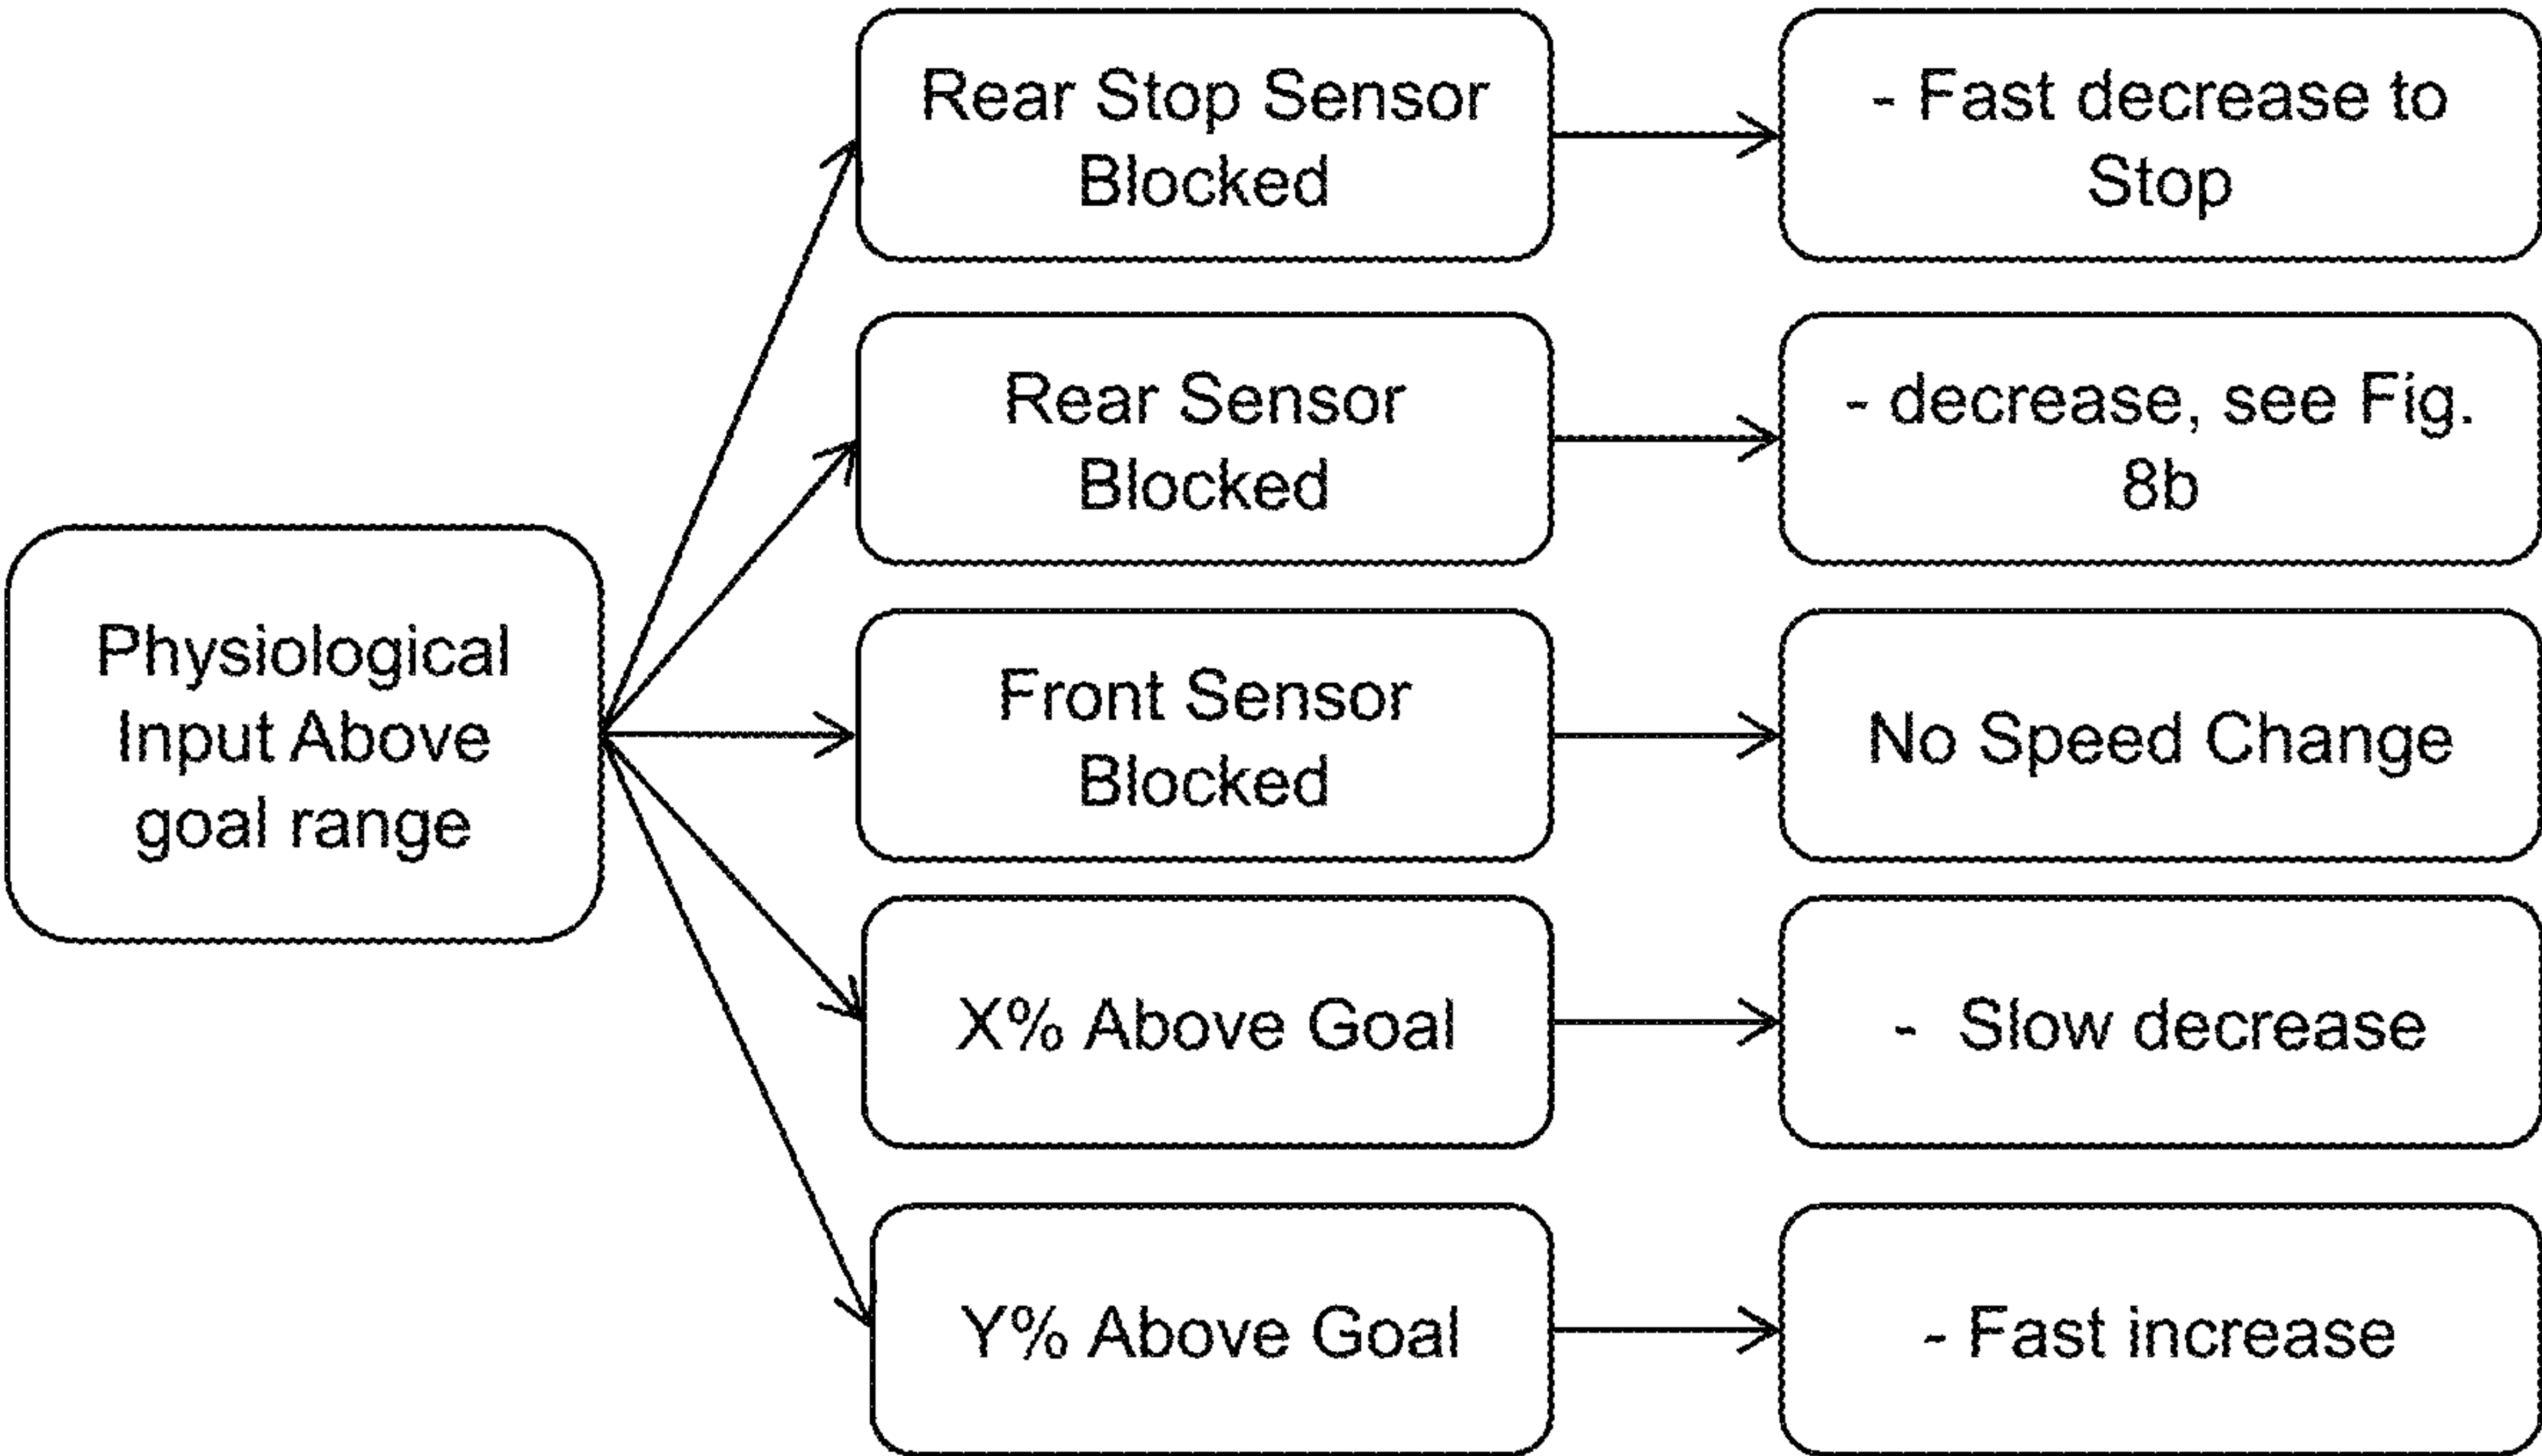 Physiological
Input Above
goal range
Rear Stop Sensor
Blocked
- Fast decrease to
Stop
Rear Sensor
Blocked
- decrease, see Fig.
8b
Front Sensor
Blocked
No Speed Change
X% Above Goal
- Slow decrease
Y% Above Goal
- Fast increase